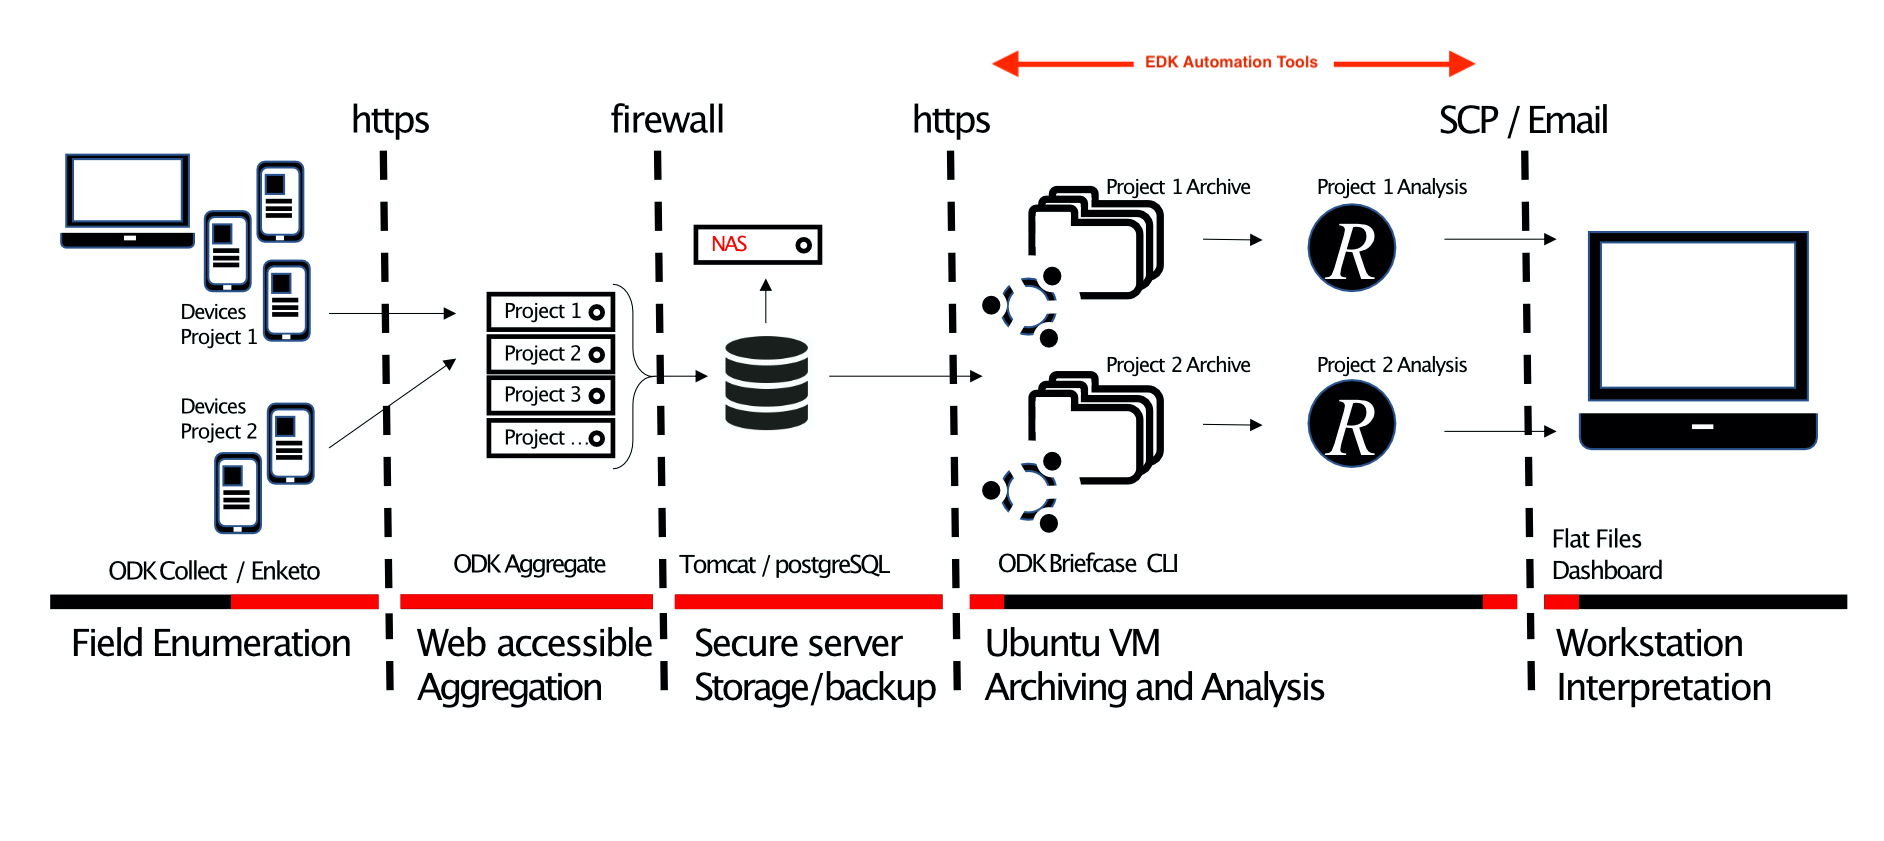 EDK Automation Tools
https
firewall
https
SCP / Email
Devices
Project 1
Devices
Project 2
ODK Collect / Enketo
Project 1
Project 2
Project 3
Project ...
ODK Aggregate
NAS
Tomcat / postgreSQL
Project 1 Archive
Project 1 Analysis
R
Project 2 Archive
Project 2 Analysis
R
ODK Briefcase CLI
Flat Files
Dashboard
Field Enumeration
Web accessible
Aggregation
Secure server
Storage/backup
Ubuntu VM
Archiving and Analysis
Workstation
Interpretation